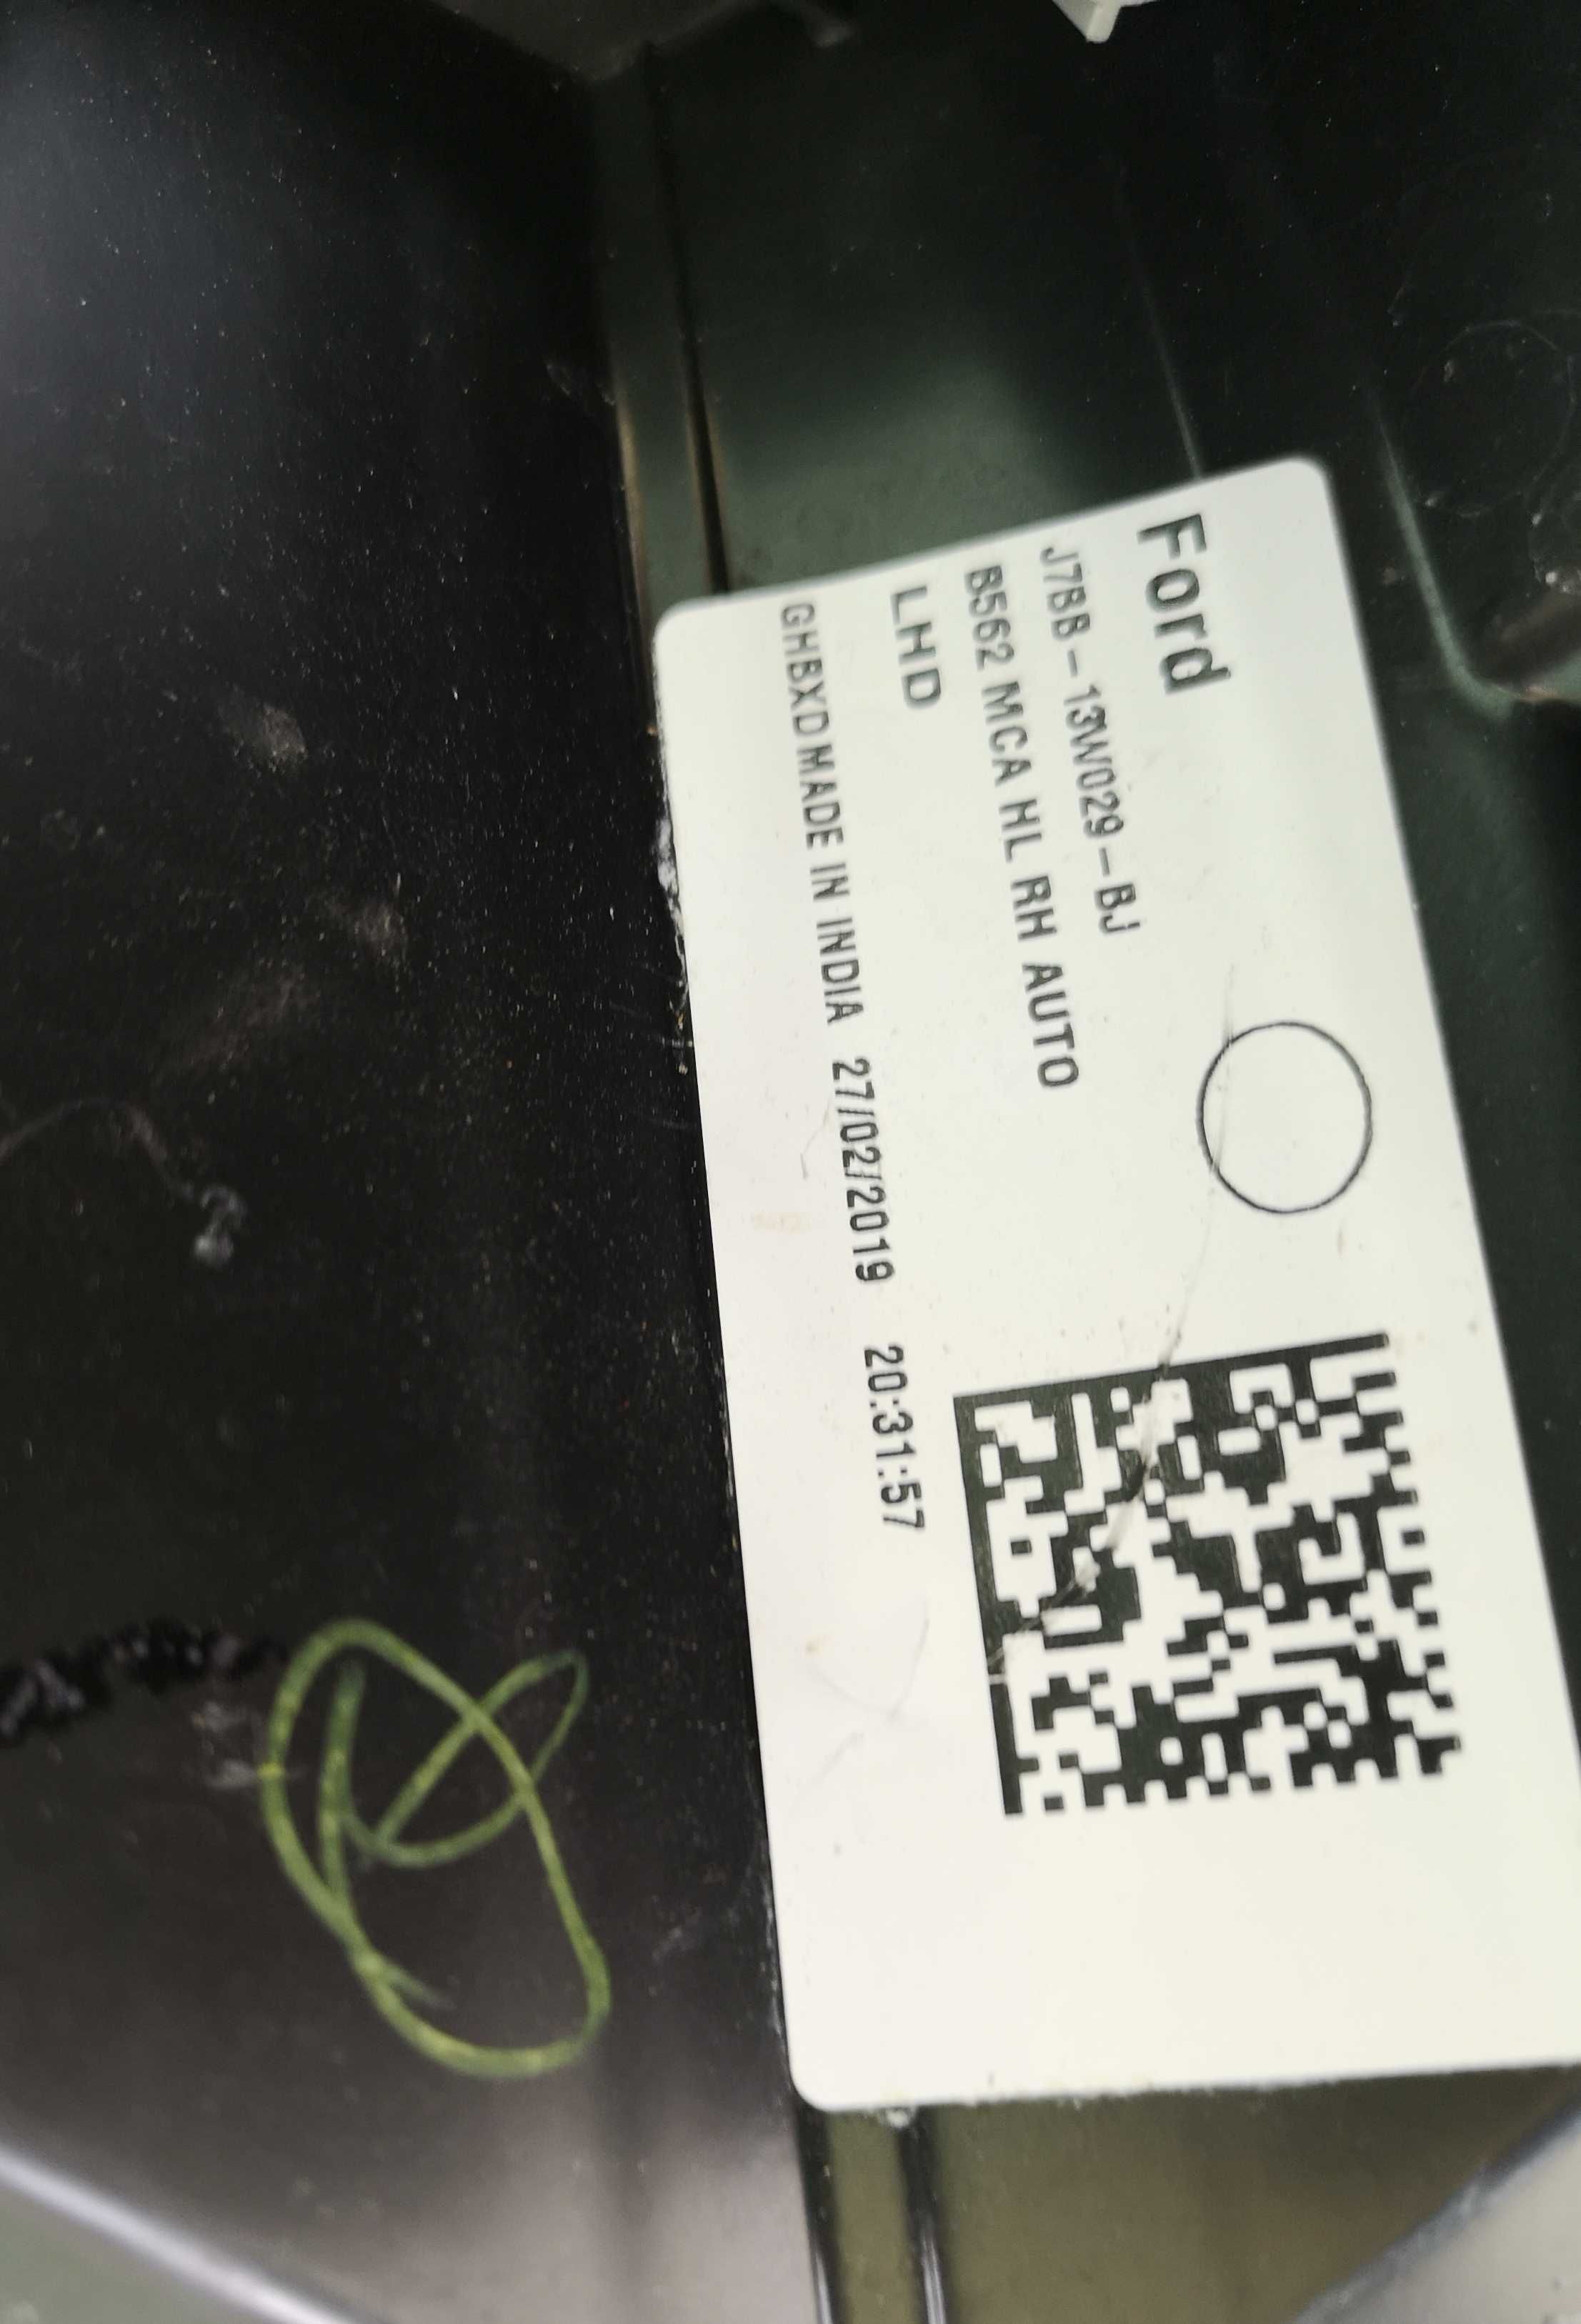 Ford
J7BB-13W029-BJ
B562 MCA HL RH AUTO
LHD
GHBXD MADE IN INDIA 27/02/2019 20:31:57